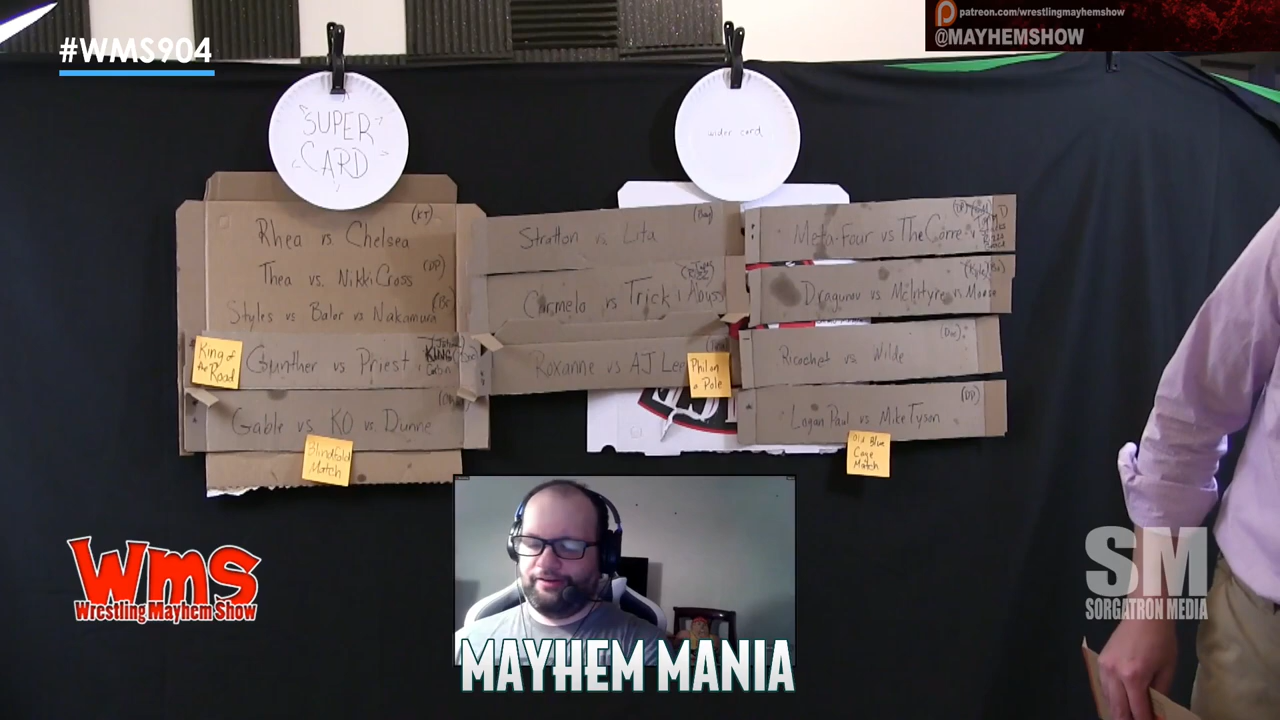 #WMS904
patreon.com/wrestlingmayhemshow
@MAYHEMSHOW
SUPER
CARD
wider card
(KT)
Rhea vs. Chelsea
(DP)
Thea vs. Nikki Cross
Styles vs Balor vs Nakamura
King of
the Road
Gunther vs Priest
KING
Gable vs. KO vs. Dunne
Blindfold
Match
Stratton vs Lita
Carmelo vs Trick Abyss
Roxanne vs AJ Lee
Phil on
a Pole
Meta-Four vs The Corre
Dragunov vs McIntyre vs Moose
Ricochet vs. Wilde
(DP)
Logan Paul vs Mike Tyson
Old Blue
Cage
Match
WMS
Wrestling Mayhem Show
SM
SORGATRON MEDIA
MAYHEM MANIA